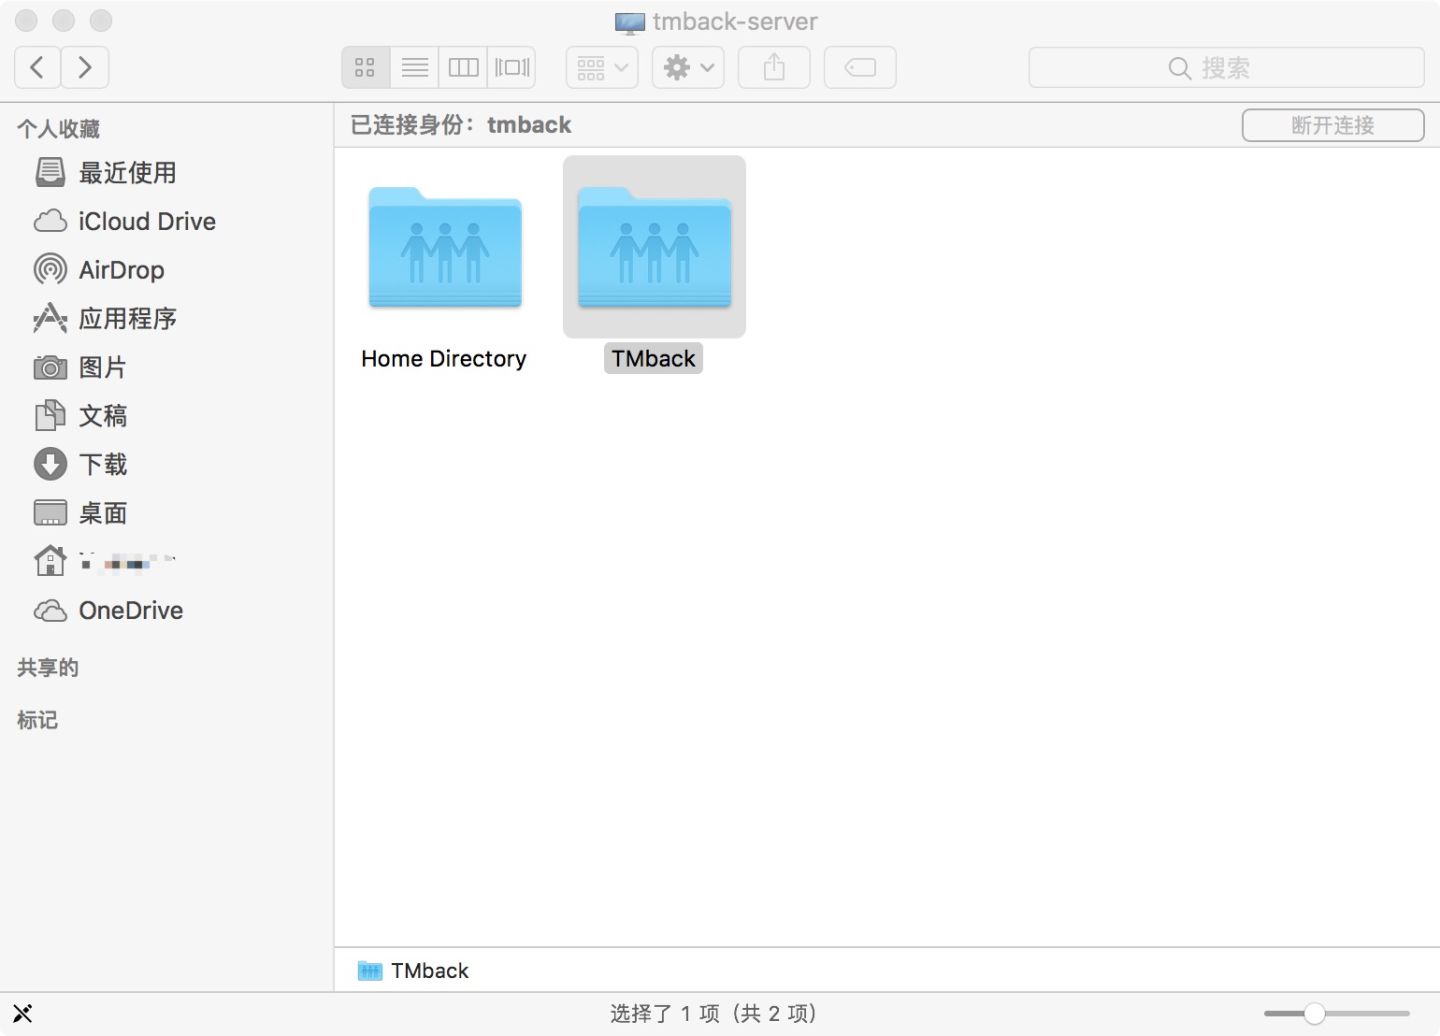 tmback-server
搜索
个人收藏
最近使用
iCloud Drive
AirDrop
应用程序
图片
文稿
下载
桌面
OneDrive
共享的
标记
已连接身份：tmback
断开连接
Home Directory
TMback
TMback
选择了 1 项（共 2 项）